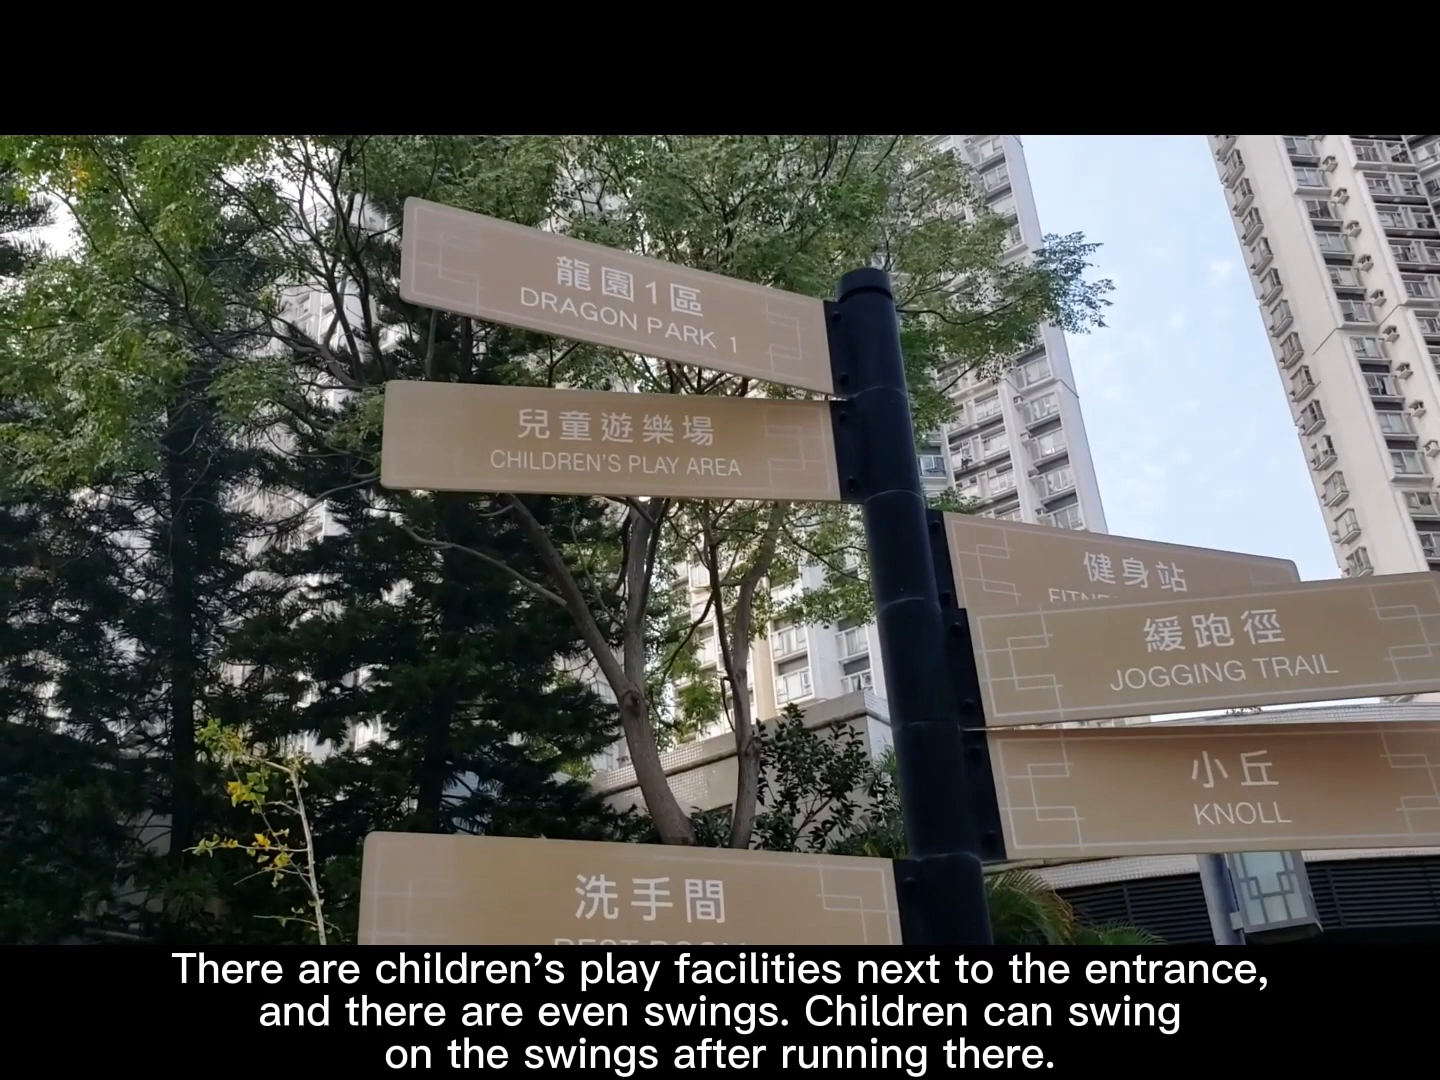 龍園1區
DRAGON PARK 1
兒童遊樂場
CHILDREN'S PLAY AREA
健身站
緩跑徑
JOGGING TRAIL
小丘
KNOLL
洗手間
There are children's play facilities next to the entrance,
and there are even swings. Children can swing
on the swings after running there.